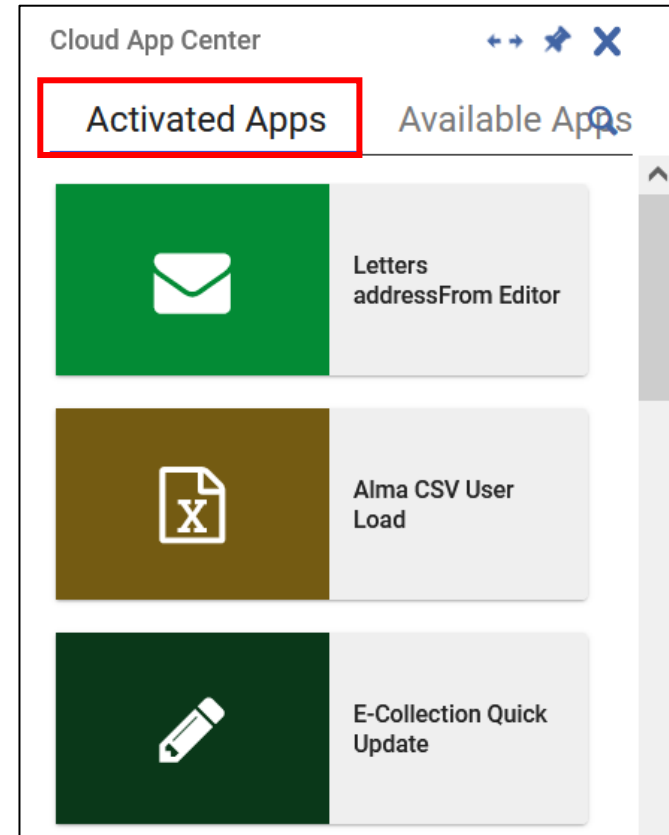 Cloud App Center
Activated Apps Available Apps
Letters
addressFrom Editor
X
Alma CSV User
Load
E-Collection Quick
Update